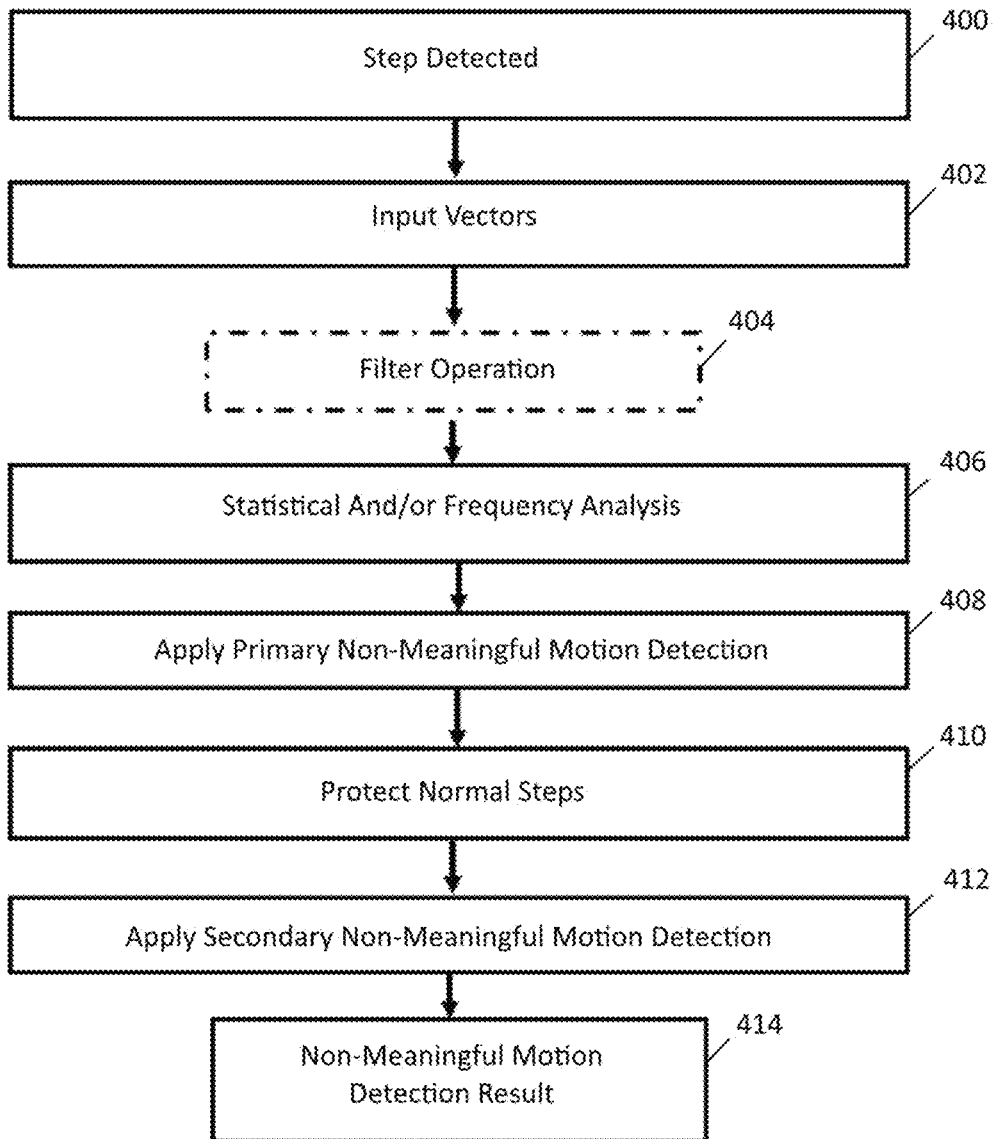 400
Step Detected
402
Input Vectors
404
Filter Operation
406
Statistical And/or Frequency Analysis
408
Apply Primary Non-Meaningful Motion Detection
410
Protect Normal Steps
412
Apply Secondary Non-Meaningful Motion Detection
414
Non-Meaningful Motion
Detection Result